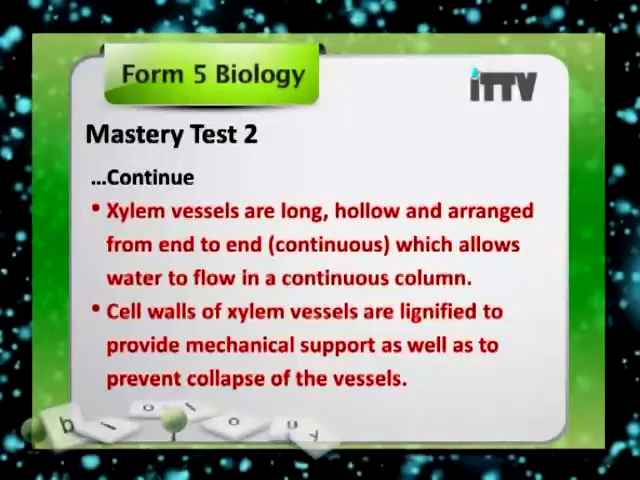 Form 5 Biology
iTTV
Mastery Test 2
...Continue
• Xylem vessels are long, hollow and arranged
from end to end (continuous) which allows
water to flow in a continuous column.
• Cell walls of xylem vessels are lignified to
provide mechanical support as well as to
prevent collapse of the vessels.
b i o l o g y